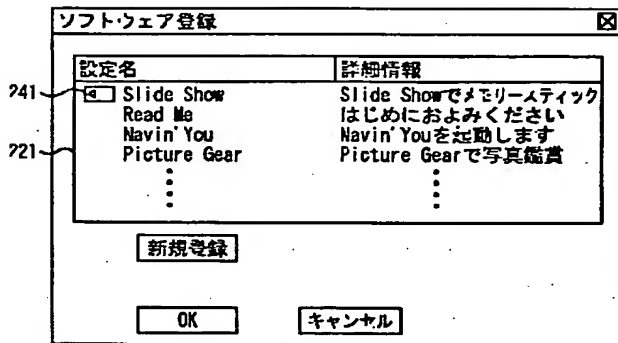 ソフトウェア登録
設定名 詳細情報
Slide Show Slide Showでメモリースティック
Read Me はじめにおよみください
Navin'You Navin'Youを起動します
Picture Gear Picture Gearで写真鑑賞
241
221
新規登録
OK キャンセル